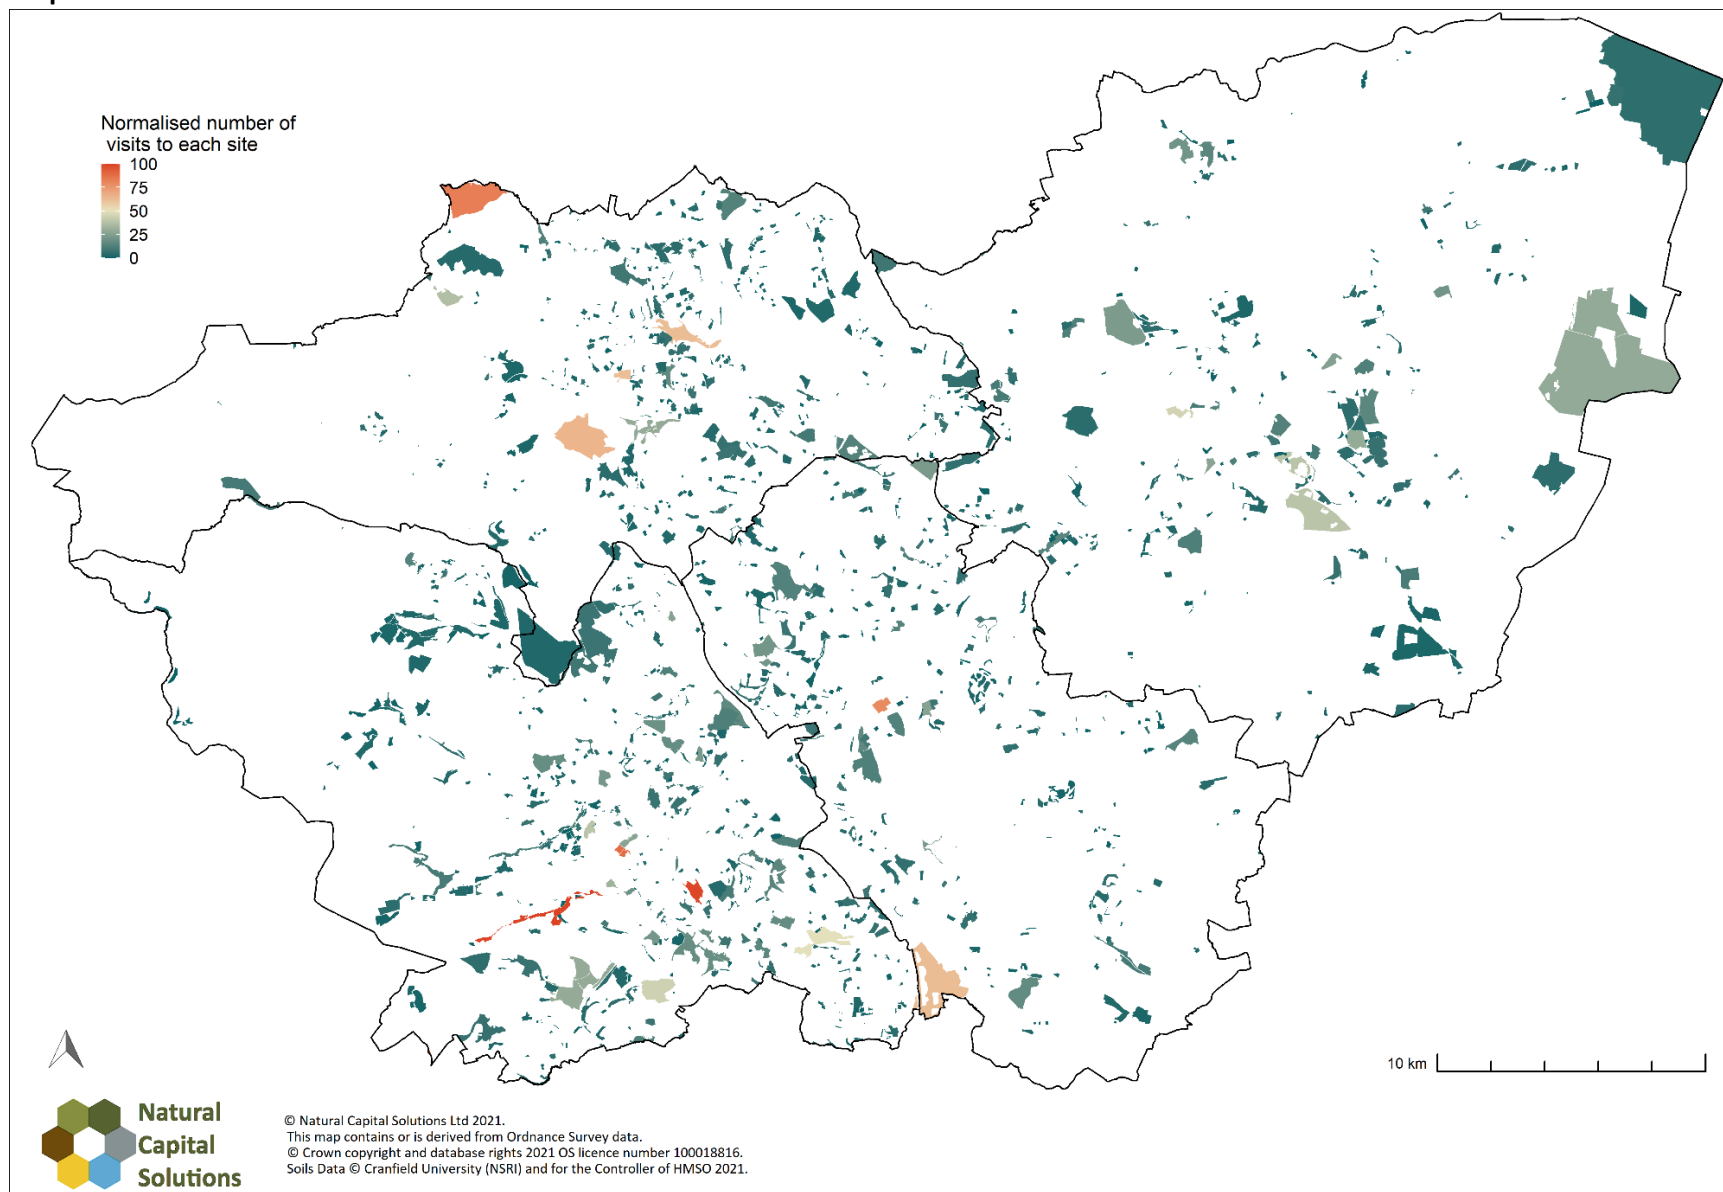 Normalised number of
visits to each site
100
75
50
25
0
10 km
Natural
Capital
Solutions
© Natural Capital Solutions Ltd 2021.
This map contains or is derived from Ordnance Survey data.
© Crown copyright and database rights 2021 OS licence number 100018816.
Soils Data © Cranfield University (NSRI) and for the Controller of HMSO 2021.